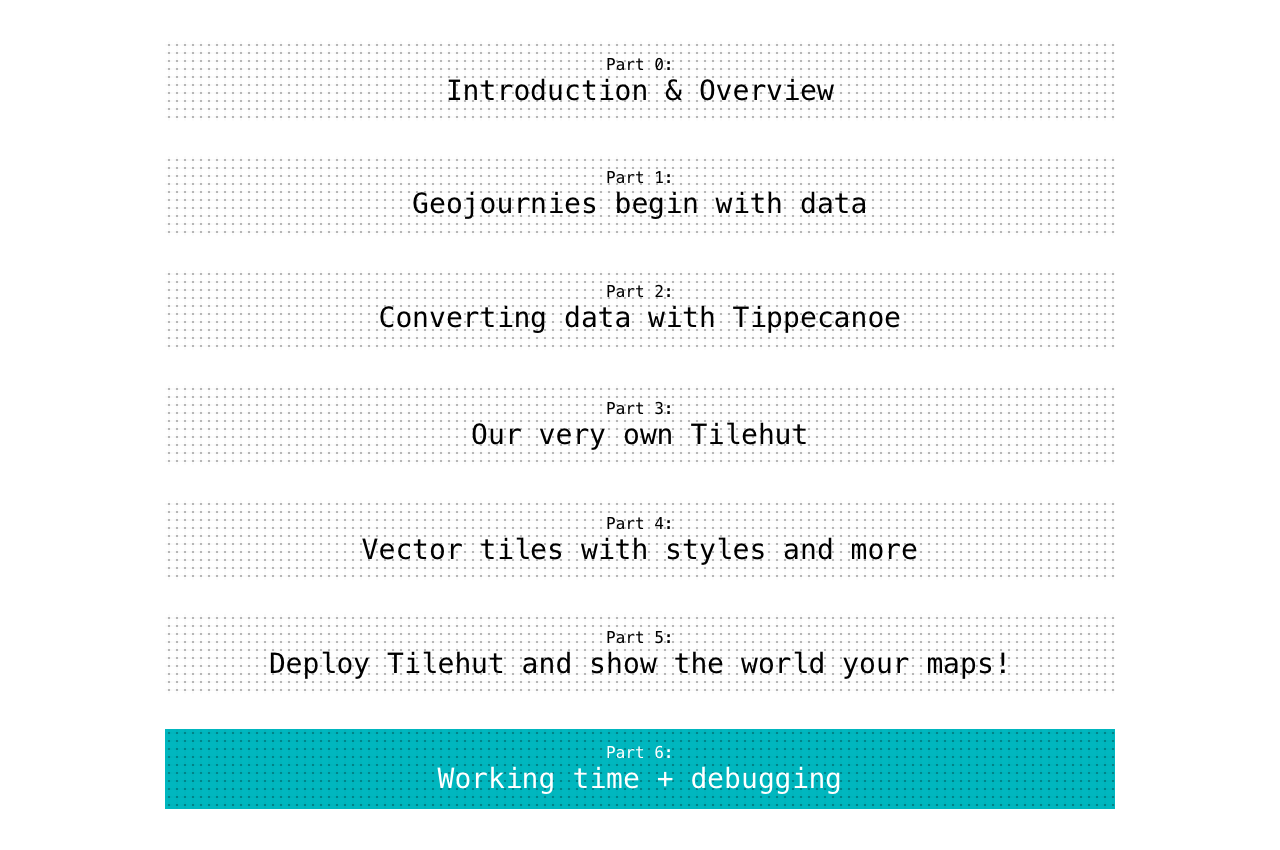 Part 0:
Introduction & Overview
Part 1:
Geojournies begin with data
Part 2:
Converting data with Tippecanoe
Part 3:
Our very own Tilehut
Part 4:
Vector tiles with styles and more
Part 5:
Deploy Tilehut and show the world your maps!
Part 6:
Working time + debugging